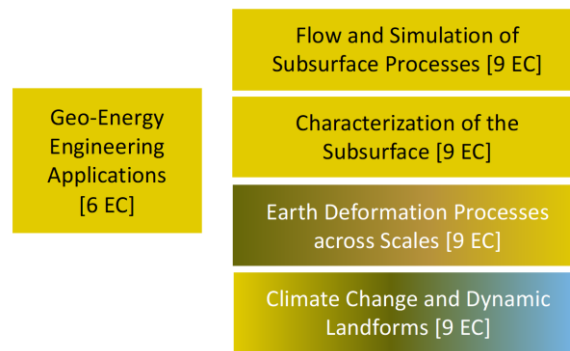 Geo-Energy
Engineering
Applications
[6 EC]
Flow and Simulation of
Subsurface Processes [9 EC]
Characterization of the
Subsurface [9 EC]
Earth Deformation Processes
across Scales [9 EC]
Climate Change and Dynamic
Landforms [9 EC]